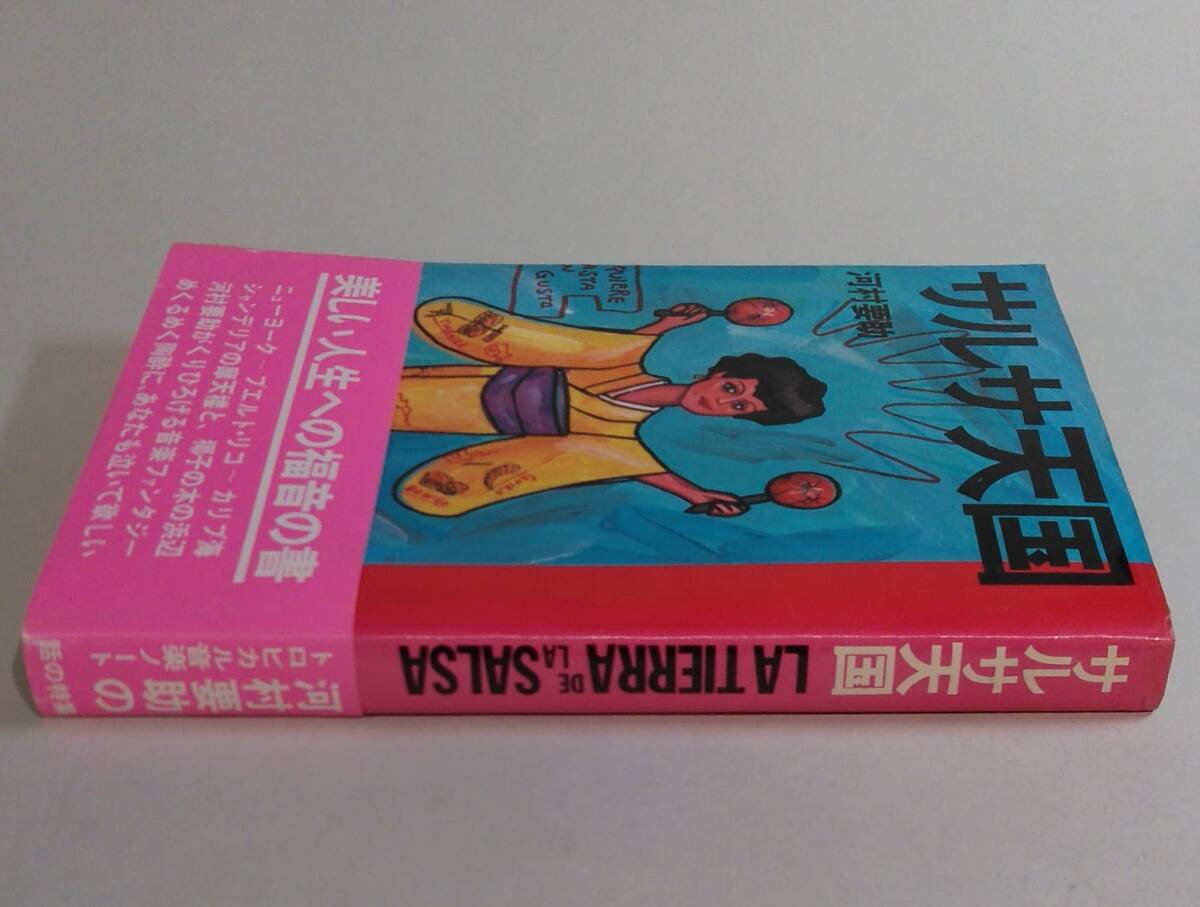 サルサ天国
河村要助
QUIERE
GUSTO
美しい人生への福音の書
ニューヨーク～プエルト・リコ～カリブ海
シャンデリアの摩天楼と、椰子の木の浜辺
河村要助がくりひろげる音楽ファンタジー
めくるめく陶酔に、あなたも泣いて欲しい
サルサ天国
LA TIERRA DE LA SALSA
河村要助の
トロピカル音楽ノート